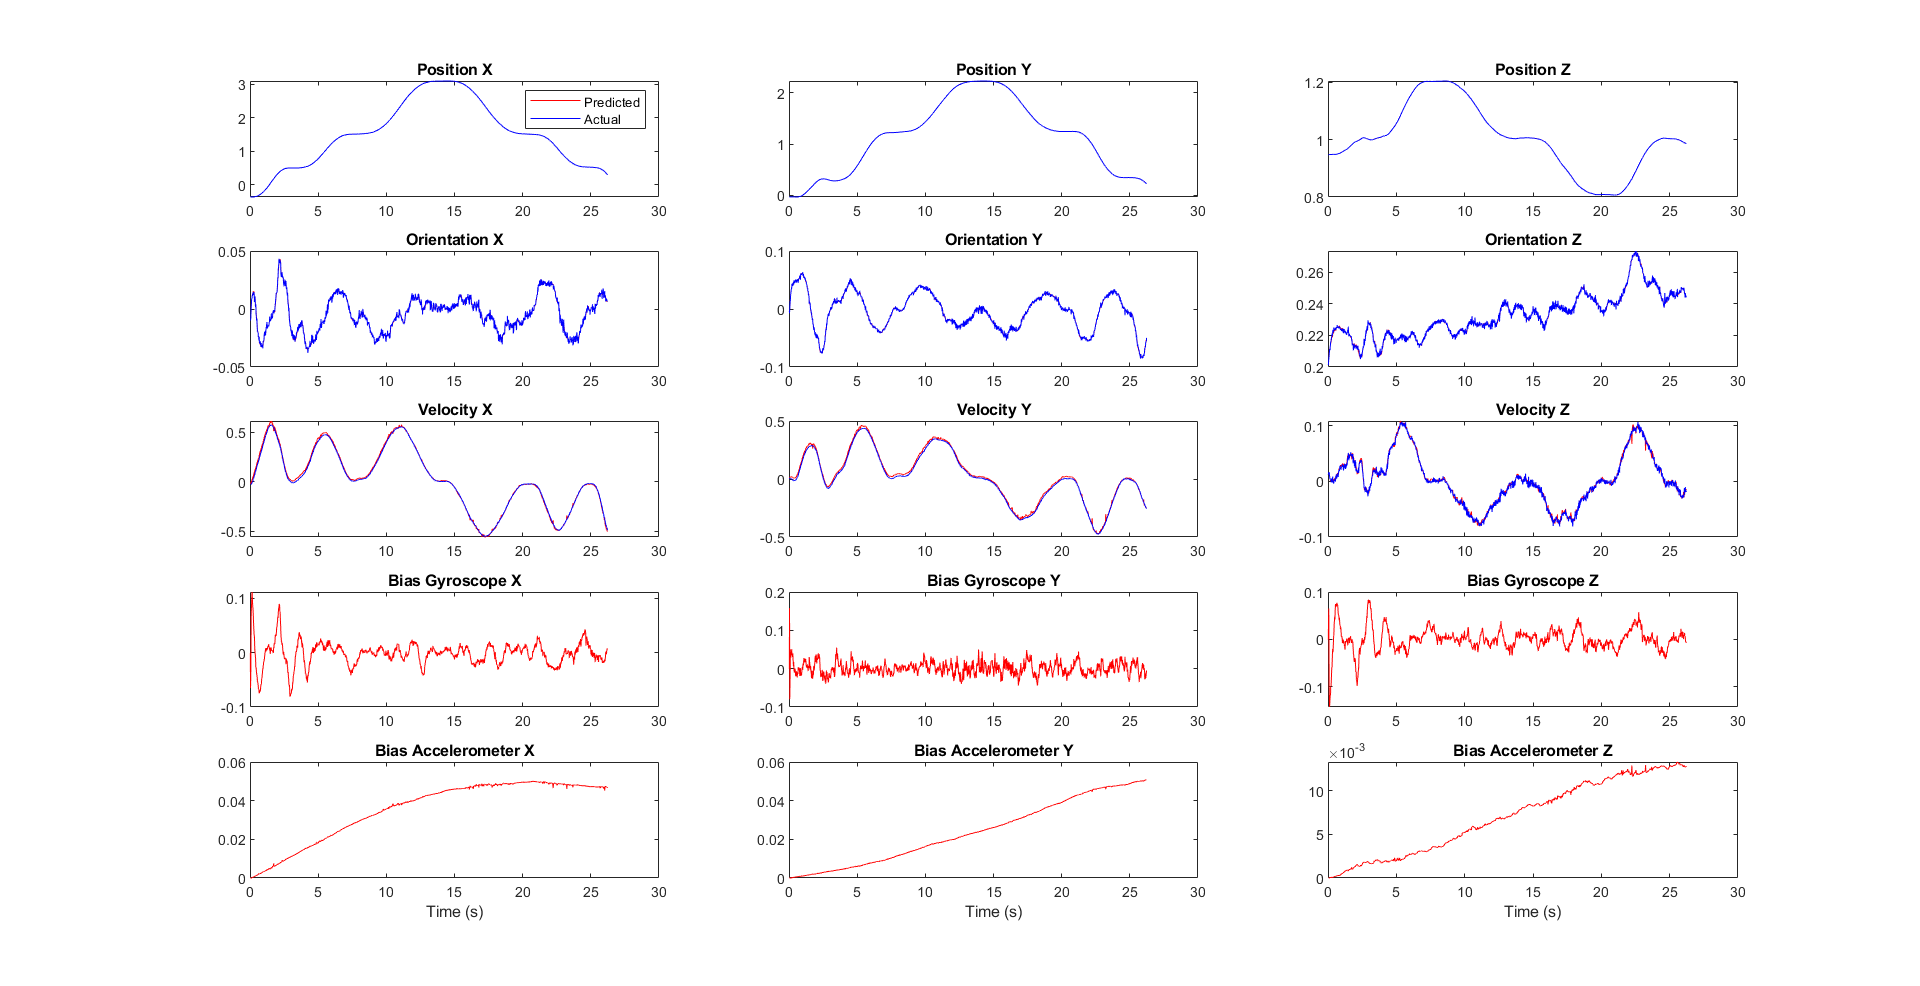 Position X
3
2
1
0
0 5 10 15 20 25 30
Predicted
Actual
Position Y
2
1
0
0 5 10 15 20 25 30
Position Z
1.2
1
0.8
0 5 10 15 20 25 30
Orientation X
0.05
0
-0.05
0 5 10 15 20 25 30
Orientation Y
0.1
0
-0.1
0 5 10 15 20 25 30
Orientation Z
0.26
0.24
0.22
0.2
0 5 10 15 20 25 30
Velocity X
0.5
0
-0.5
0 5 10 15 20 25 30
Velocity Y
0.5
0
-0.5
0 5 10 15 20 25 30
Velocity Z
0.1
0
-0.1
0 5 10 15 20 25 30
Bias Gyroscope X
0.1
0
-0.1
0 5 10 15 20 25 30
Bias Gyroscope Y
0.2
0.1
0
-0.1
0 5 10 15 20 25 30
Bias Gyroscope Z
0.1
0
-0.1
0 5 10 15 20 25 30
Bias Accelerometer X
0.06
0.04
0.02
0
0 5 10 15 20 25 30
Time (s)
Bias Accelerometer Y
0.06
0.04
0.02
0
0 5 10 15 20 25 30
Time (s)
×10-3
Bias Accelerometer Z
10
5
0
0 5 10 15 20 25 30
Time (s)